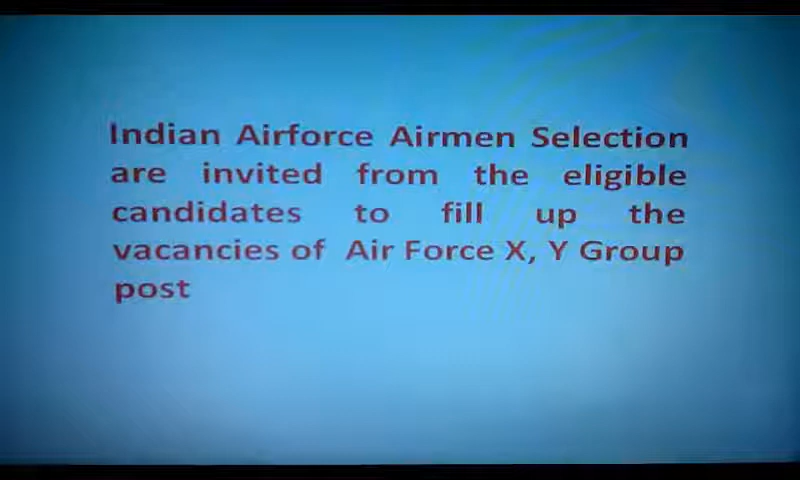 Indian Airforce Airmen Selection
are invited from the eligible
candidates to fill up the
vacancies of Air Force X, Y Group
post